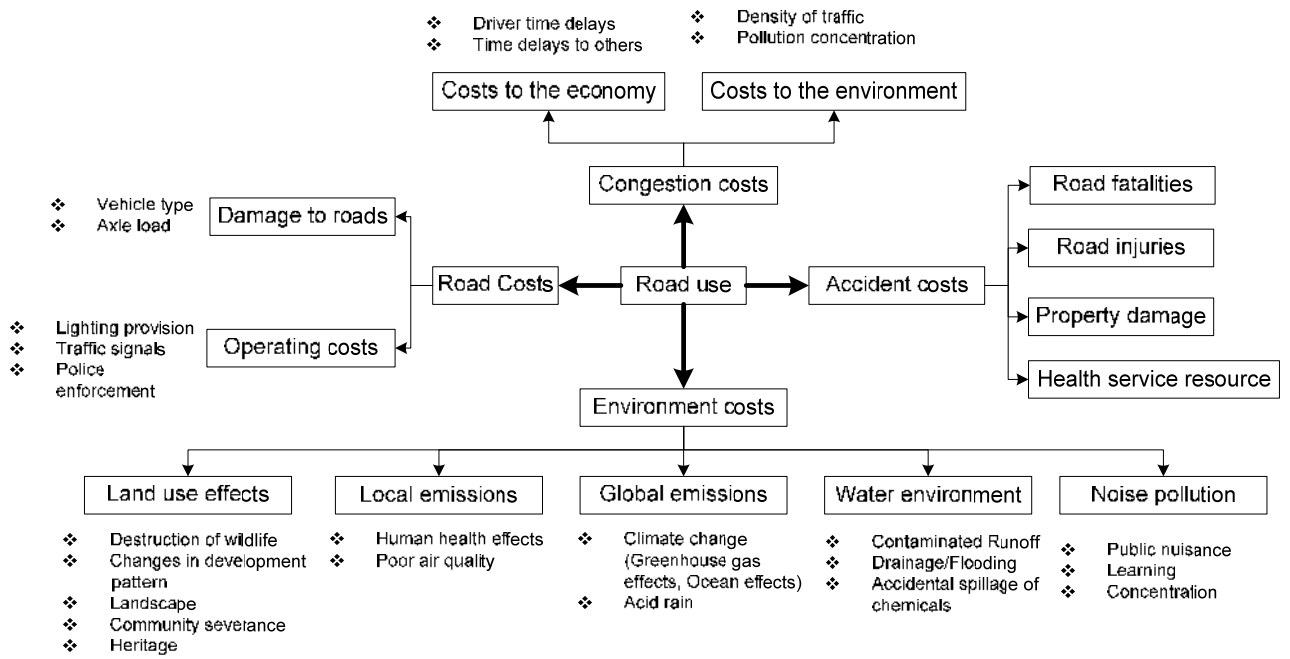 ❖ Driver time delays
❖ Time delays to others
❖ Density of traffic
❖ Pollution concentration
Costs to the economy
Costs to the environment
Congestion costs
❖ Vehicle type
❖ Axle load
Damage to roads
Road fatalities
Road injuries
Road Costs
Road use
Accident costs
Property damage
❖ Lighting provision
❖ Traffic signals
❖ Police
enforcement
Operating costs
Health service resource
Environment costs
Land use effects
❖ Destruction of wildlife
❖ Changes in development
pattern
❖ Landscape
❖ Community severance
❖ Heritage
Local emissions
❖ Human health effects
❖ Poor air quality
Global emissions
❖ Climate change
(Greenhouse gas
effects, Ocean effects)
❖ Acid rain
Water environment
❖ Contaminated Runoff
❖ Drainage/Flooding
❖ Accidental spillage of
chemicals
Noise pollution
❖ Public nuisance
❖ Learning
❖ Concentration